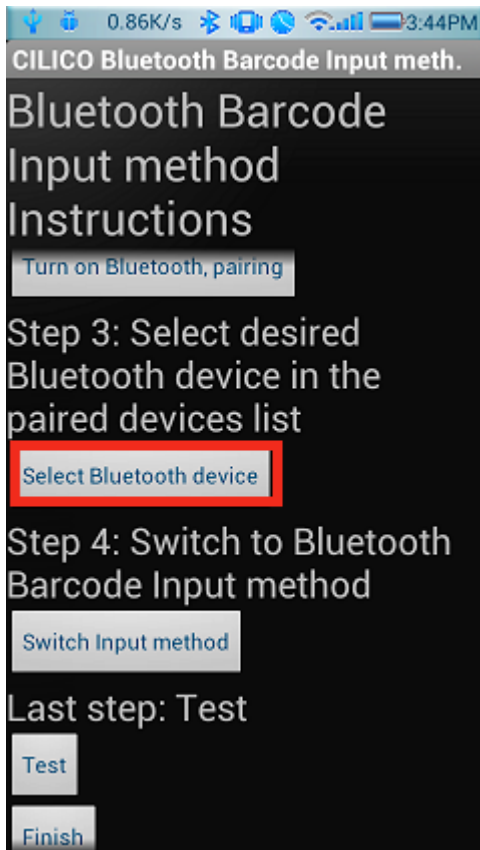 0.86K/s 3:44PM
CILICO Bluetooth Barcode Input meth.
Bluetooth Barcode
Input method
Instructions
Turn on Bluetooth, pairing
Step 3: Select desired
Bluetooth device in the
paired devices list
Select Bluetooth device
Step 4: Switch to Bluetooth
Barcode Input method
Switch Input method
Last step: Test
Test
Finish